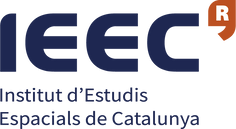 IEEC R
Institut d'Estudis
Espacials de Catalunya